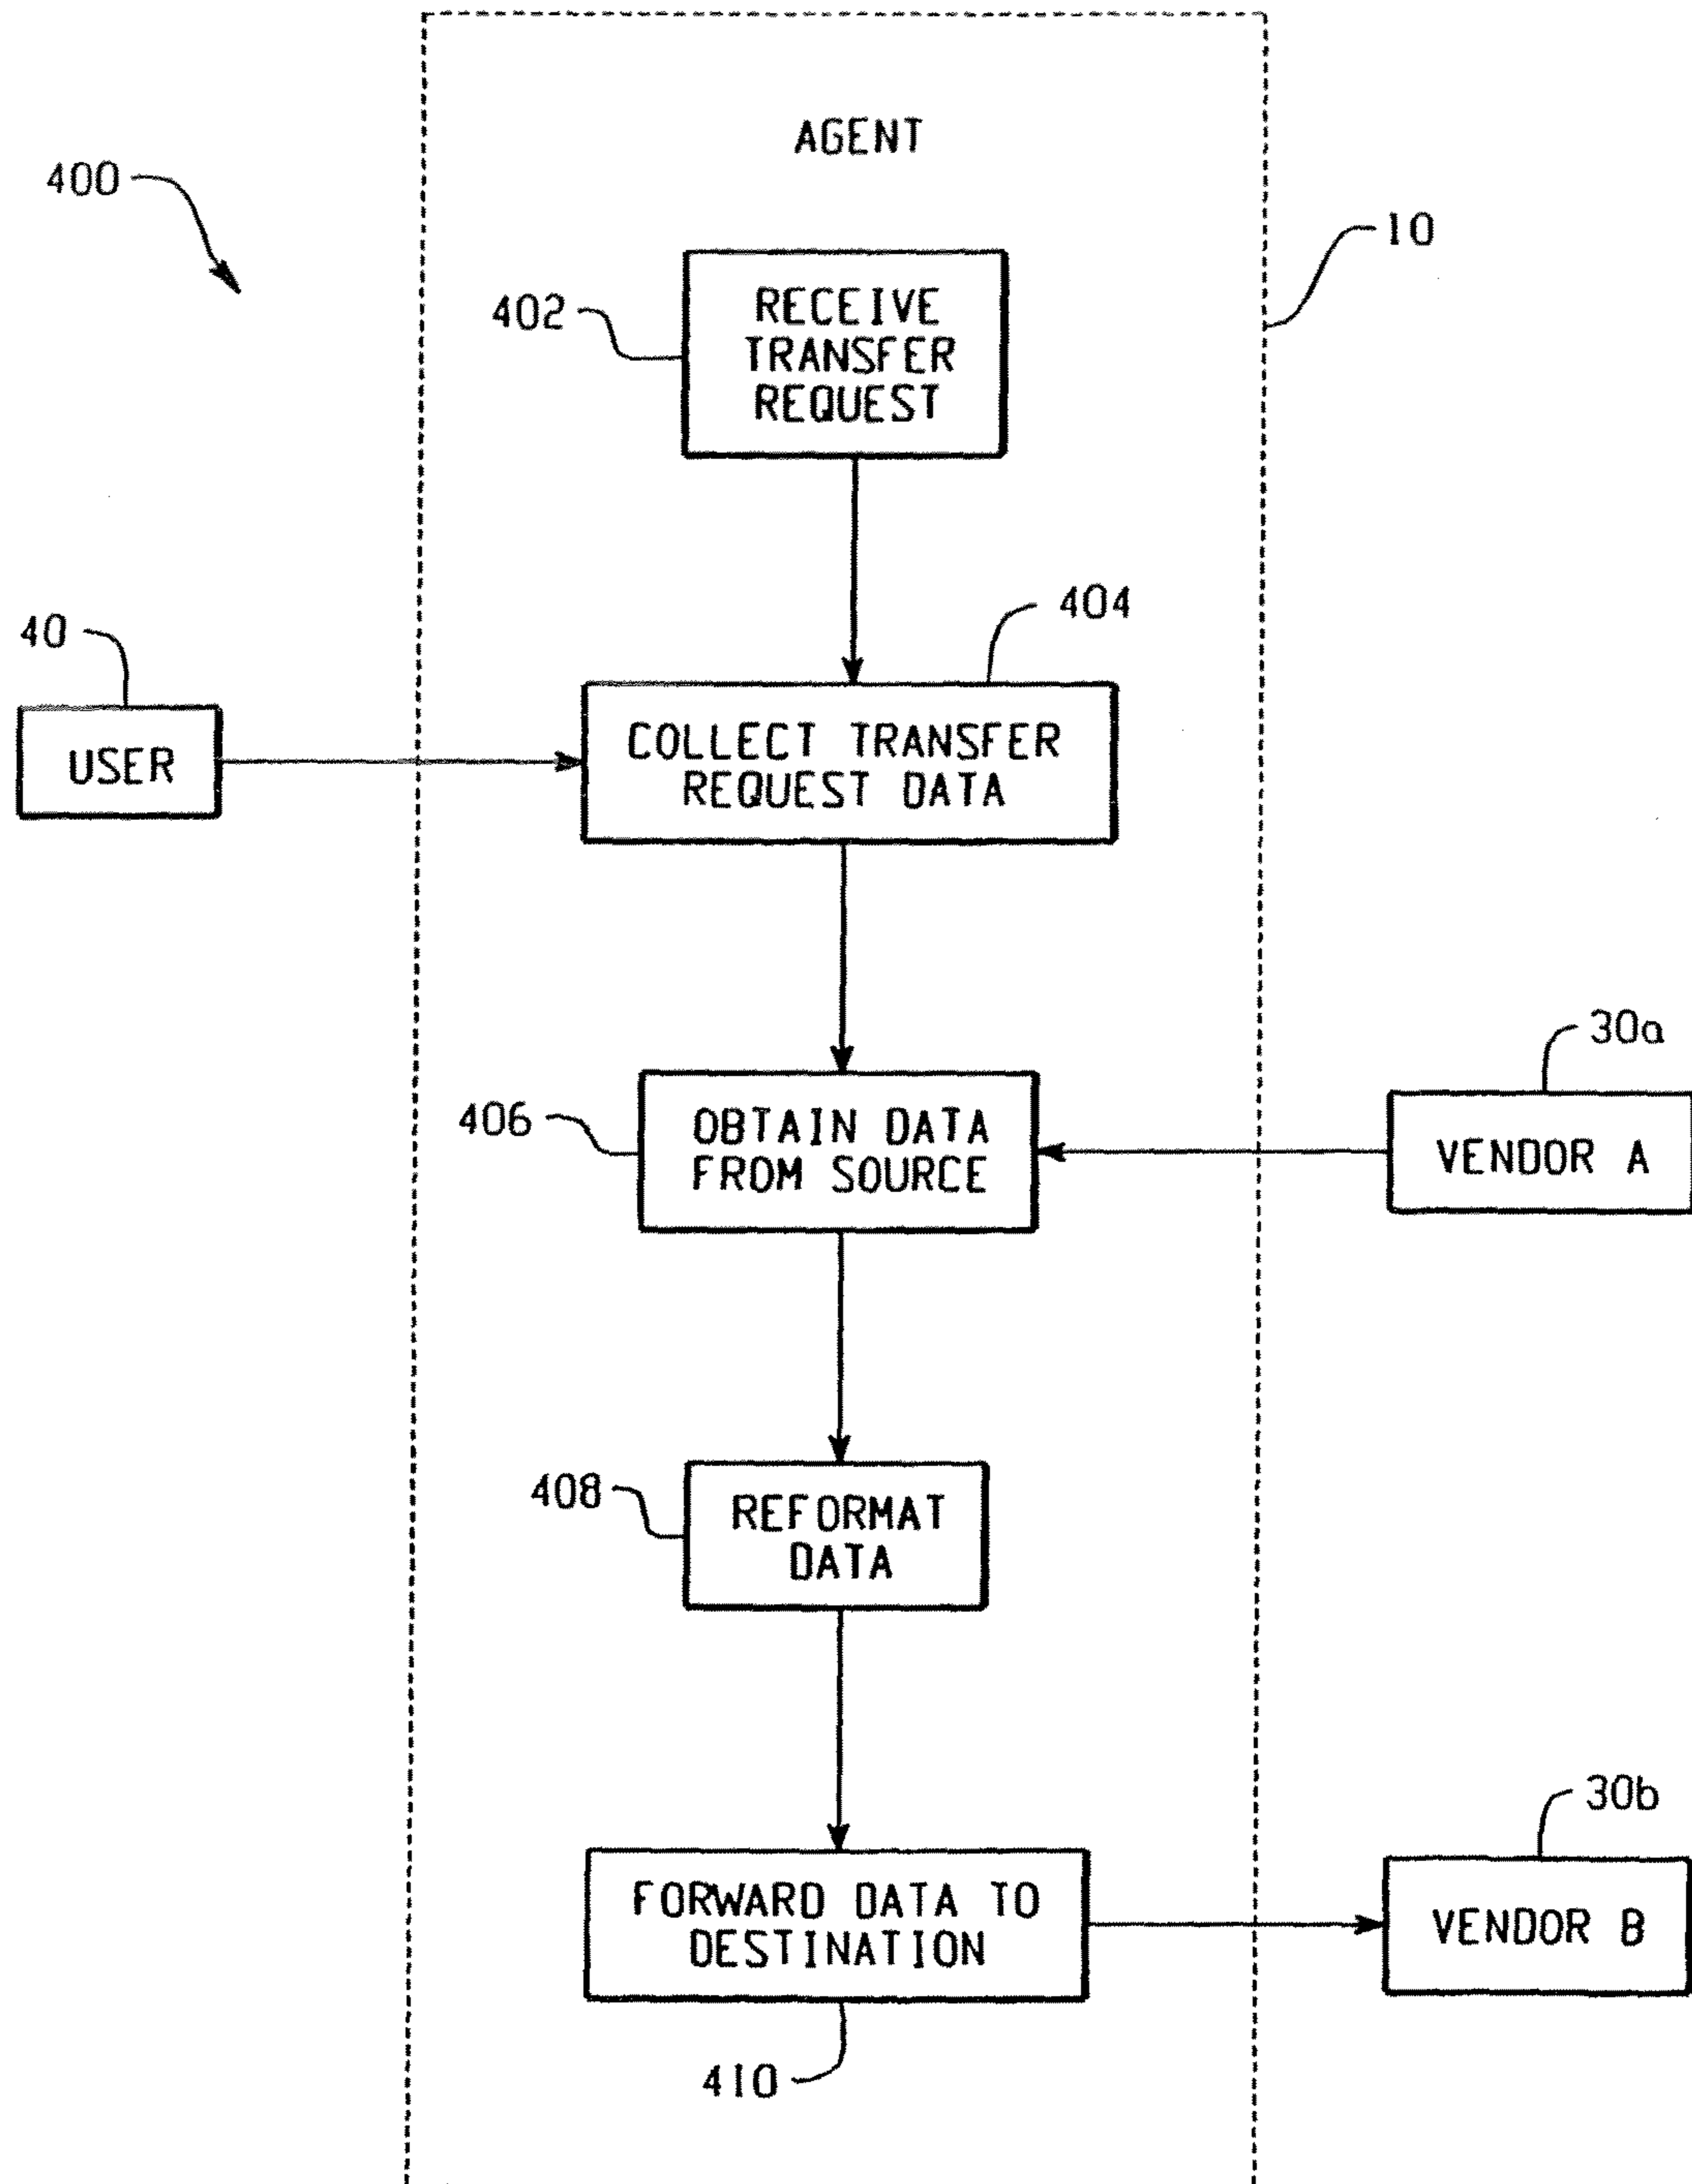 AGENT
400
10
402
RECEIVE
TRANSFER
REQUEST
404
40
USER
COLLECT TRANSFER
REQUEST DATA
30a
406
OBTAIN DATA
FROM SOURCE
VENDOR A
408
REFORMAT
DATA
30b
FORWARD DATA TO
DESTINATION
VENDOR B
410